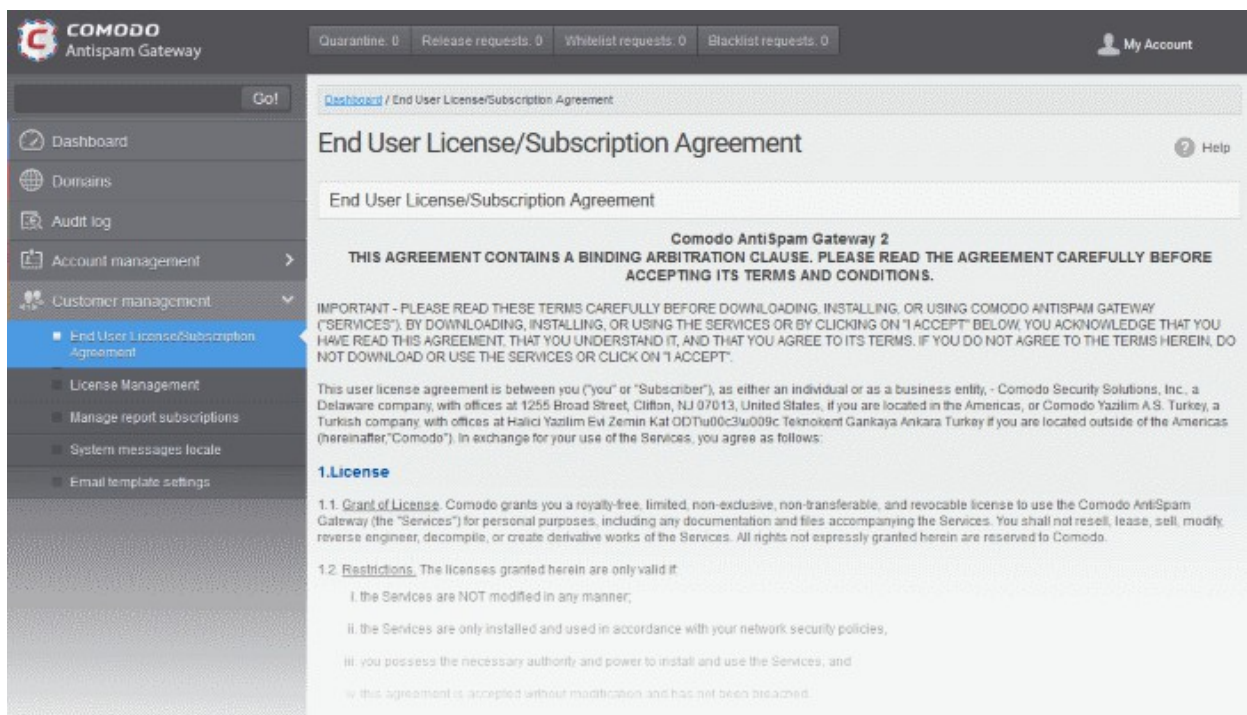 COMODO
Antispam Gateway
Quarantine: 0
Release requests: 0
Whitelist requests: 0
Blacklist requests: 0
My Account
Go!
Dashboard
Domains
Audit log
Account management
Customer management
End User License/Subscription
Agreement
License Management
Manage report subscriptions
System messages locale
Email template settings
Dashboard / End User License/Subscription Agreement
End User License/Subscription Agreement
Help
End User License/Subscription Agreement
Comodo AntiSpam Gateway 2
THIS AGREEMENT CONTAINS A BINDING ARBITRATION CLAUSE. PLEASE READ THE AGREEMENT CAREFULLY BEFORE
ACCEPTING ITS TERMS AND CONDITIONS.
IMPORTANT - PLEASE READ THESE TERMS CAREFULLY BEFORE DOWNLOADING, INSTALLING, OR USING COMODO ANTISPAM GATEWAY
("SERVICES"). BY DOWNLOADING, INSTALLING, OR USING THE SERVICES OR BY CLICKING ON "I ACCEPT" BELOW, YOU ACKNOWLEDGE THAT YOU
HAVE READ THIS AGREEMENT, THAT YOU UNDERSTAND IT, AND THAT YOU AGREE TO ITS TERMS. IF YOU DO NOT AGREE TO THE TERMS HEREIN, DO
NOT DOWNLOAD OR USE THE SERVICES OR CLICK ON "I ACCEPT".
This user license agreement is between you ("you" or "Subscriber"), as either an individual or as a business entity, - Comodo Security Solutions, Inc., a
Delaware company, with offices at 1255 Broad Street, Clifton, NJ 07013, United States, if you are located in the Americas, or Comodo Yazilim A.S. Turkey, a
Turkish company, with offices at Halici Yazilim Evi Zemin Kat ODT\u00c3\u009c Teknokent Gankaya Ankara Turkey if you are located outside of the Americas
(hereinafter,"Comodo"). In exchange for your use of the Services, you agree as follows:
1.License
1.1. Grant of License. Comodo grants you a royalty-free, limited, non-exclusive, non-transferable, and revocable license to use the Comodo AntiSpam
Gateway (the "Services") for personal purposes, including any documentation and files accompanying the Services. You shall not resell, lease, sell, modify,
reverse engineer, decompile, or create derivative works of the Services. All rights not expressly granted herein are reserved to Comodo.
1.2. Restrictions. The licenses granted herein are only valid if:
i. the Services are NOT modified in any manner;
ii. the Services are only installed and used in accordance with your network security policies,
iii. you possess the necessary authority and power to install and use the Services, and
iv. this agreement is accepted without modification and has not been breached.